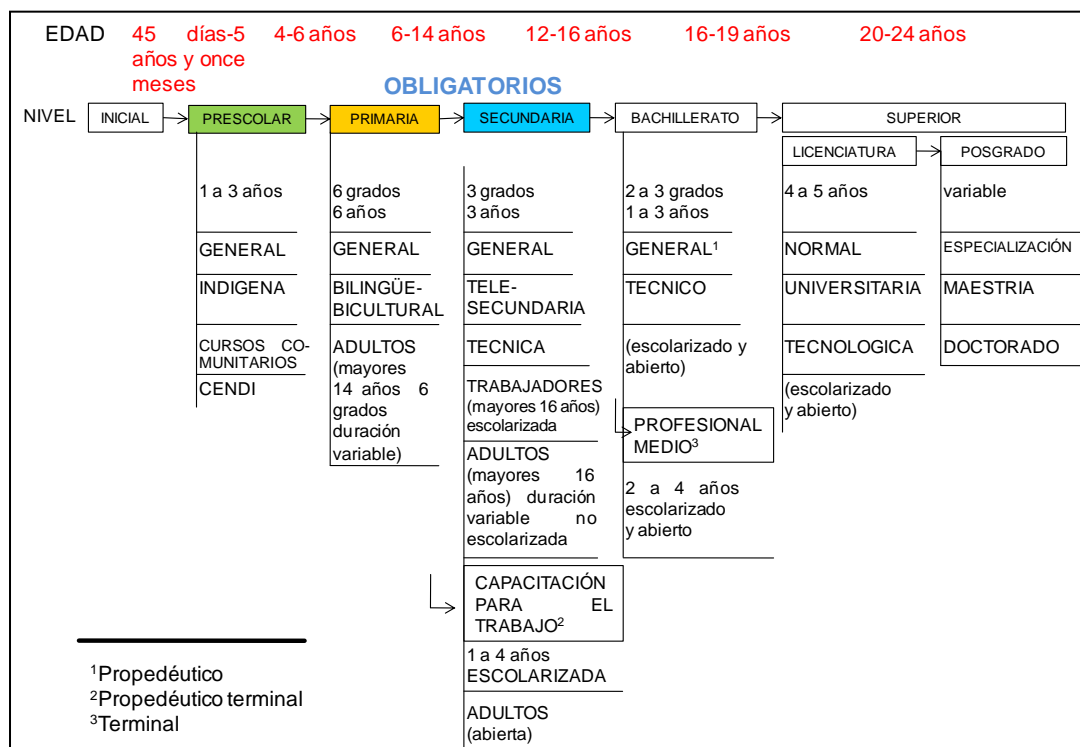 EDAD
45 días-5
años y once
meses
4-6 años
6-14 años
12-16 años
16-19 años
20-24 años
OBLIGATORIOS
NIVEL
INICIAL
PRESCOLAR
PRIMARIA
SECUNDARIA
BACHILLERATO
SUPERIOR
LICENCIATURA
POSGRADO
1 a 3 años
GENERAL
INDIGENA
CURSOS CO-
MUNITARIOS
CENDI
6 grados
6 años
GENERAL
BILINGÜE-
BICULTURAL
ADULTOS
(mayores
14 años 6
grados
duración
variable)
3 grados
3 años
GENERAL
TELE-
SECUNDARIA
TECNICA
TRABAJADORES
(mayores 16 años)
escolarizada
ADULTOS
(mayores 16
años) duración
variable no
escolarizada
CAPACITACIÓN
PARA EL
TRABAJO²
1 a 4 años
ESCOLARIZADA
ADULTOS
(abierta)
2 a 3 grados
1 a 3 años
GENERAL¹
TECNICO
(escolarizado y
abierto)
PROFESIONAL
MEDIO³
2 a 4 años
escolarizado
y abierto
4 a 5 años
NORMAL
UNIVERSITARIA
TECNOLOGICA
(escolarizado
y abierto)
variable
ESPECIALIZACIÓN
MAESTRIA
DOCTORADO
¹Propedéutico
²Propedéutico terminal
³Terminal